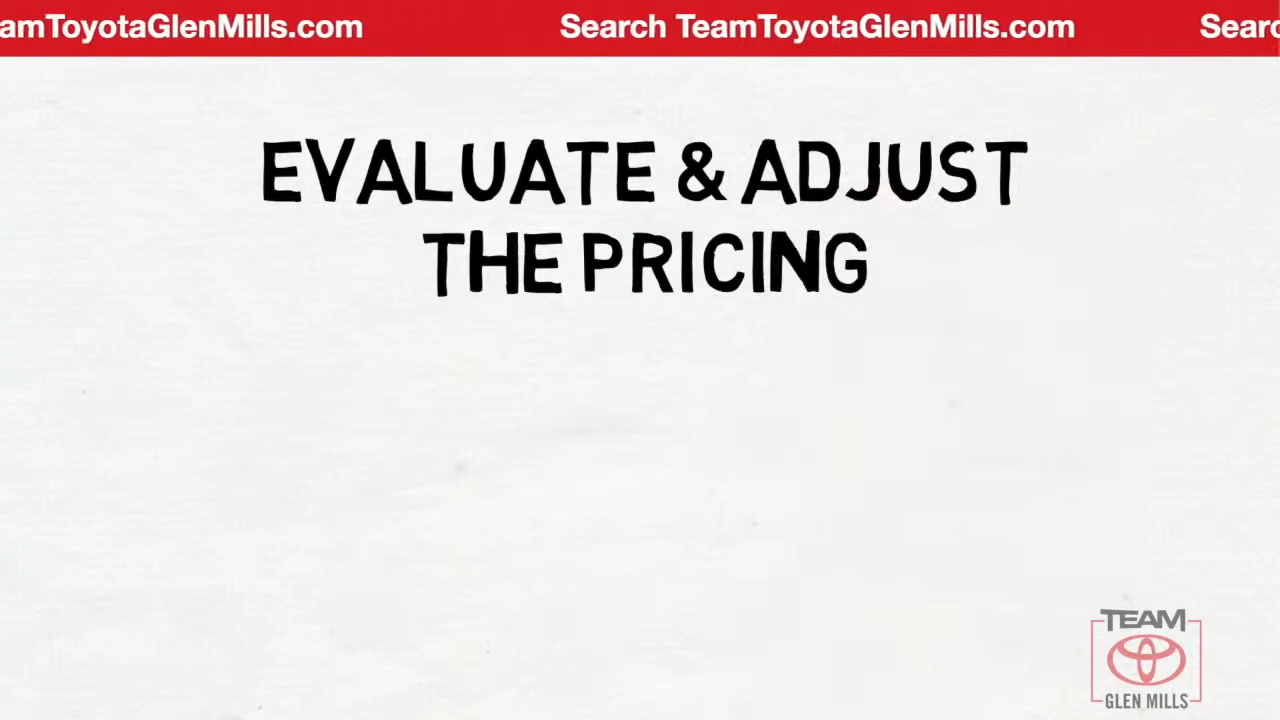 amToyotaGlenMills.com Search TeamToyotaGlenMills.com Searc
EVALUATE & ADJUST
THE PRICING
TEAM
GLEN MILLS